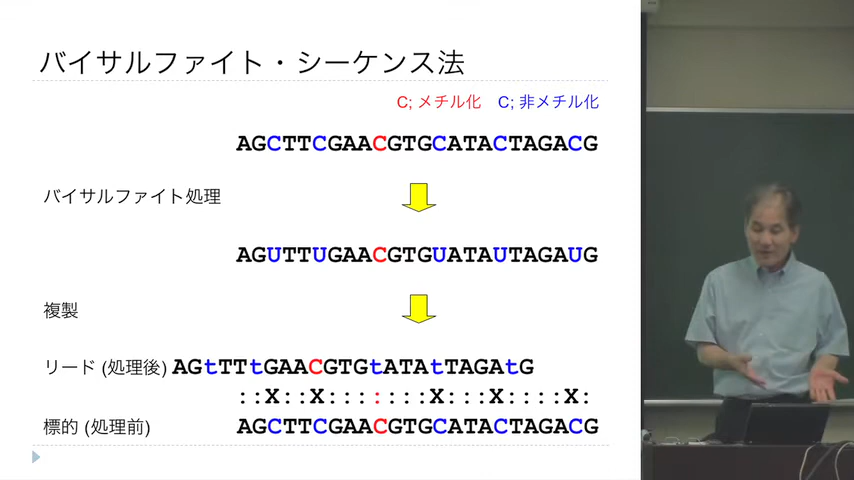 バイサルファイト・シーケンス法
C; メチル化 C; 非メチル化
AGCTTCGAACGTGCATACTAGACG
バイサルファイト処理
AGUTTUGAACGTGUATAUTAGAUG
複製
リード (処理後) AGtTTtGAACGTGtATAtTAGAtG
::X::X:::::::X:::X::::X:
標的 (処理前) AGCTTCGAACGTGCATACTAGACG